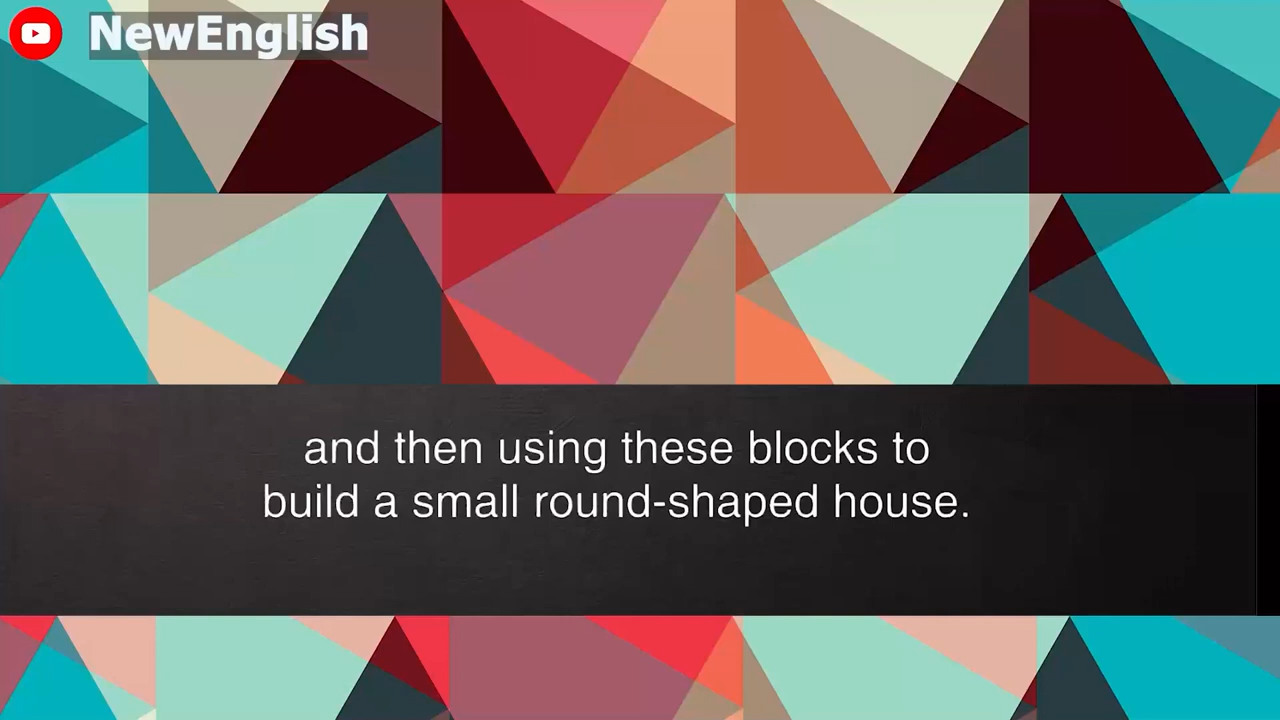 NewEnglish
and then using these blocks to
build a small round-shaped house.